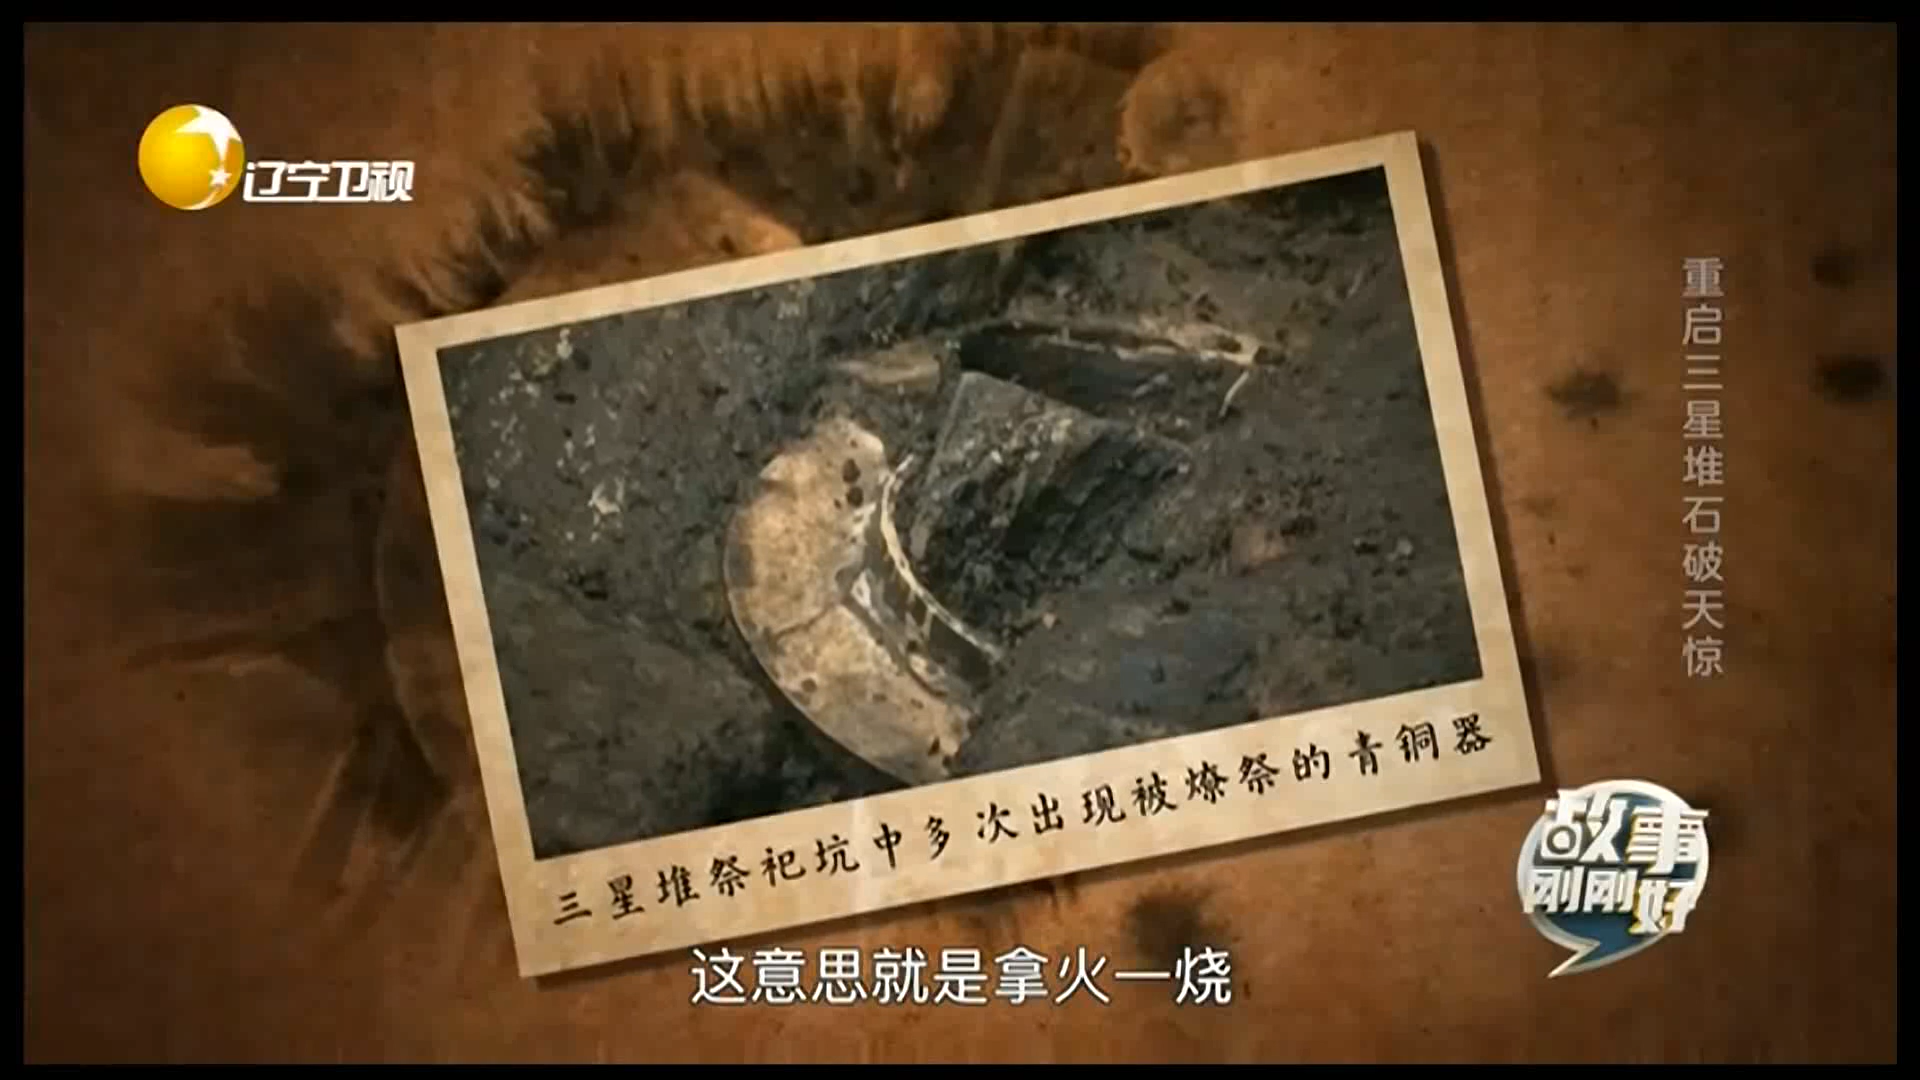 辽宁卫视
重启三星堆石破天惊
三星堆祭祀坑中多次出现被燎祭的青铜器
故事
刚刚好
这意思就是拿火一烧